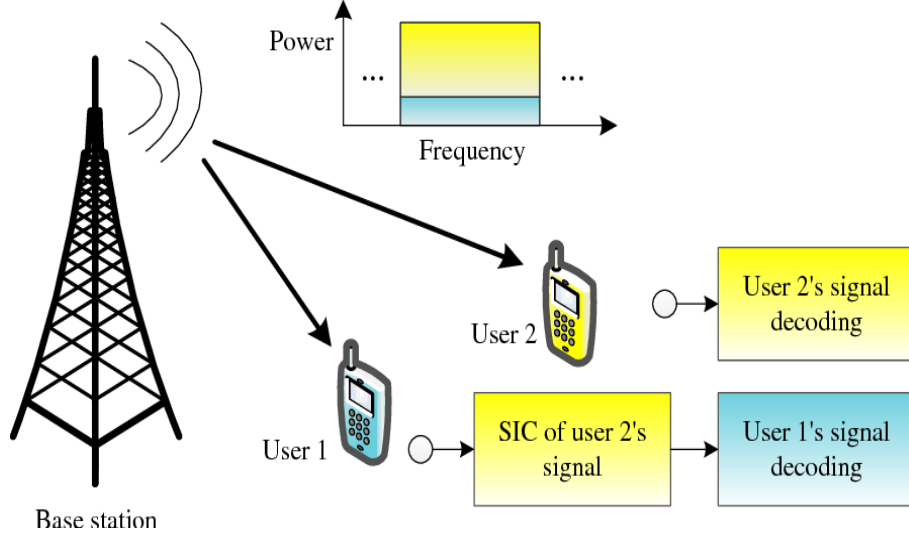 Power
...
...
Frequency
User 2
User 2's signal
decoding
User 1
SIC of user 2's
signal
User 1's signal
decoding
Base station